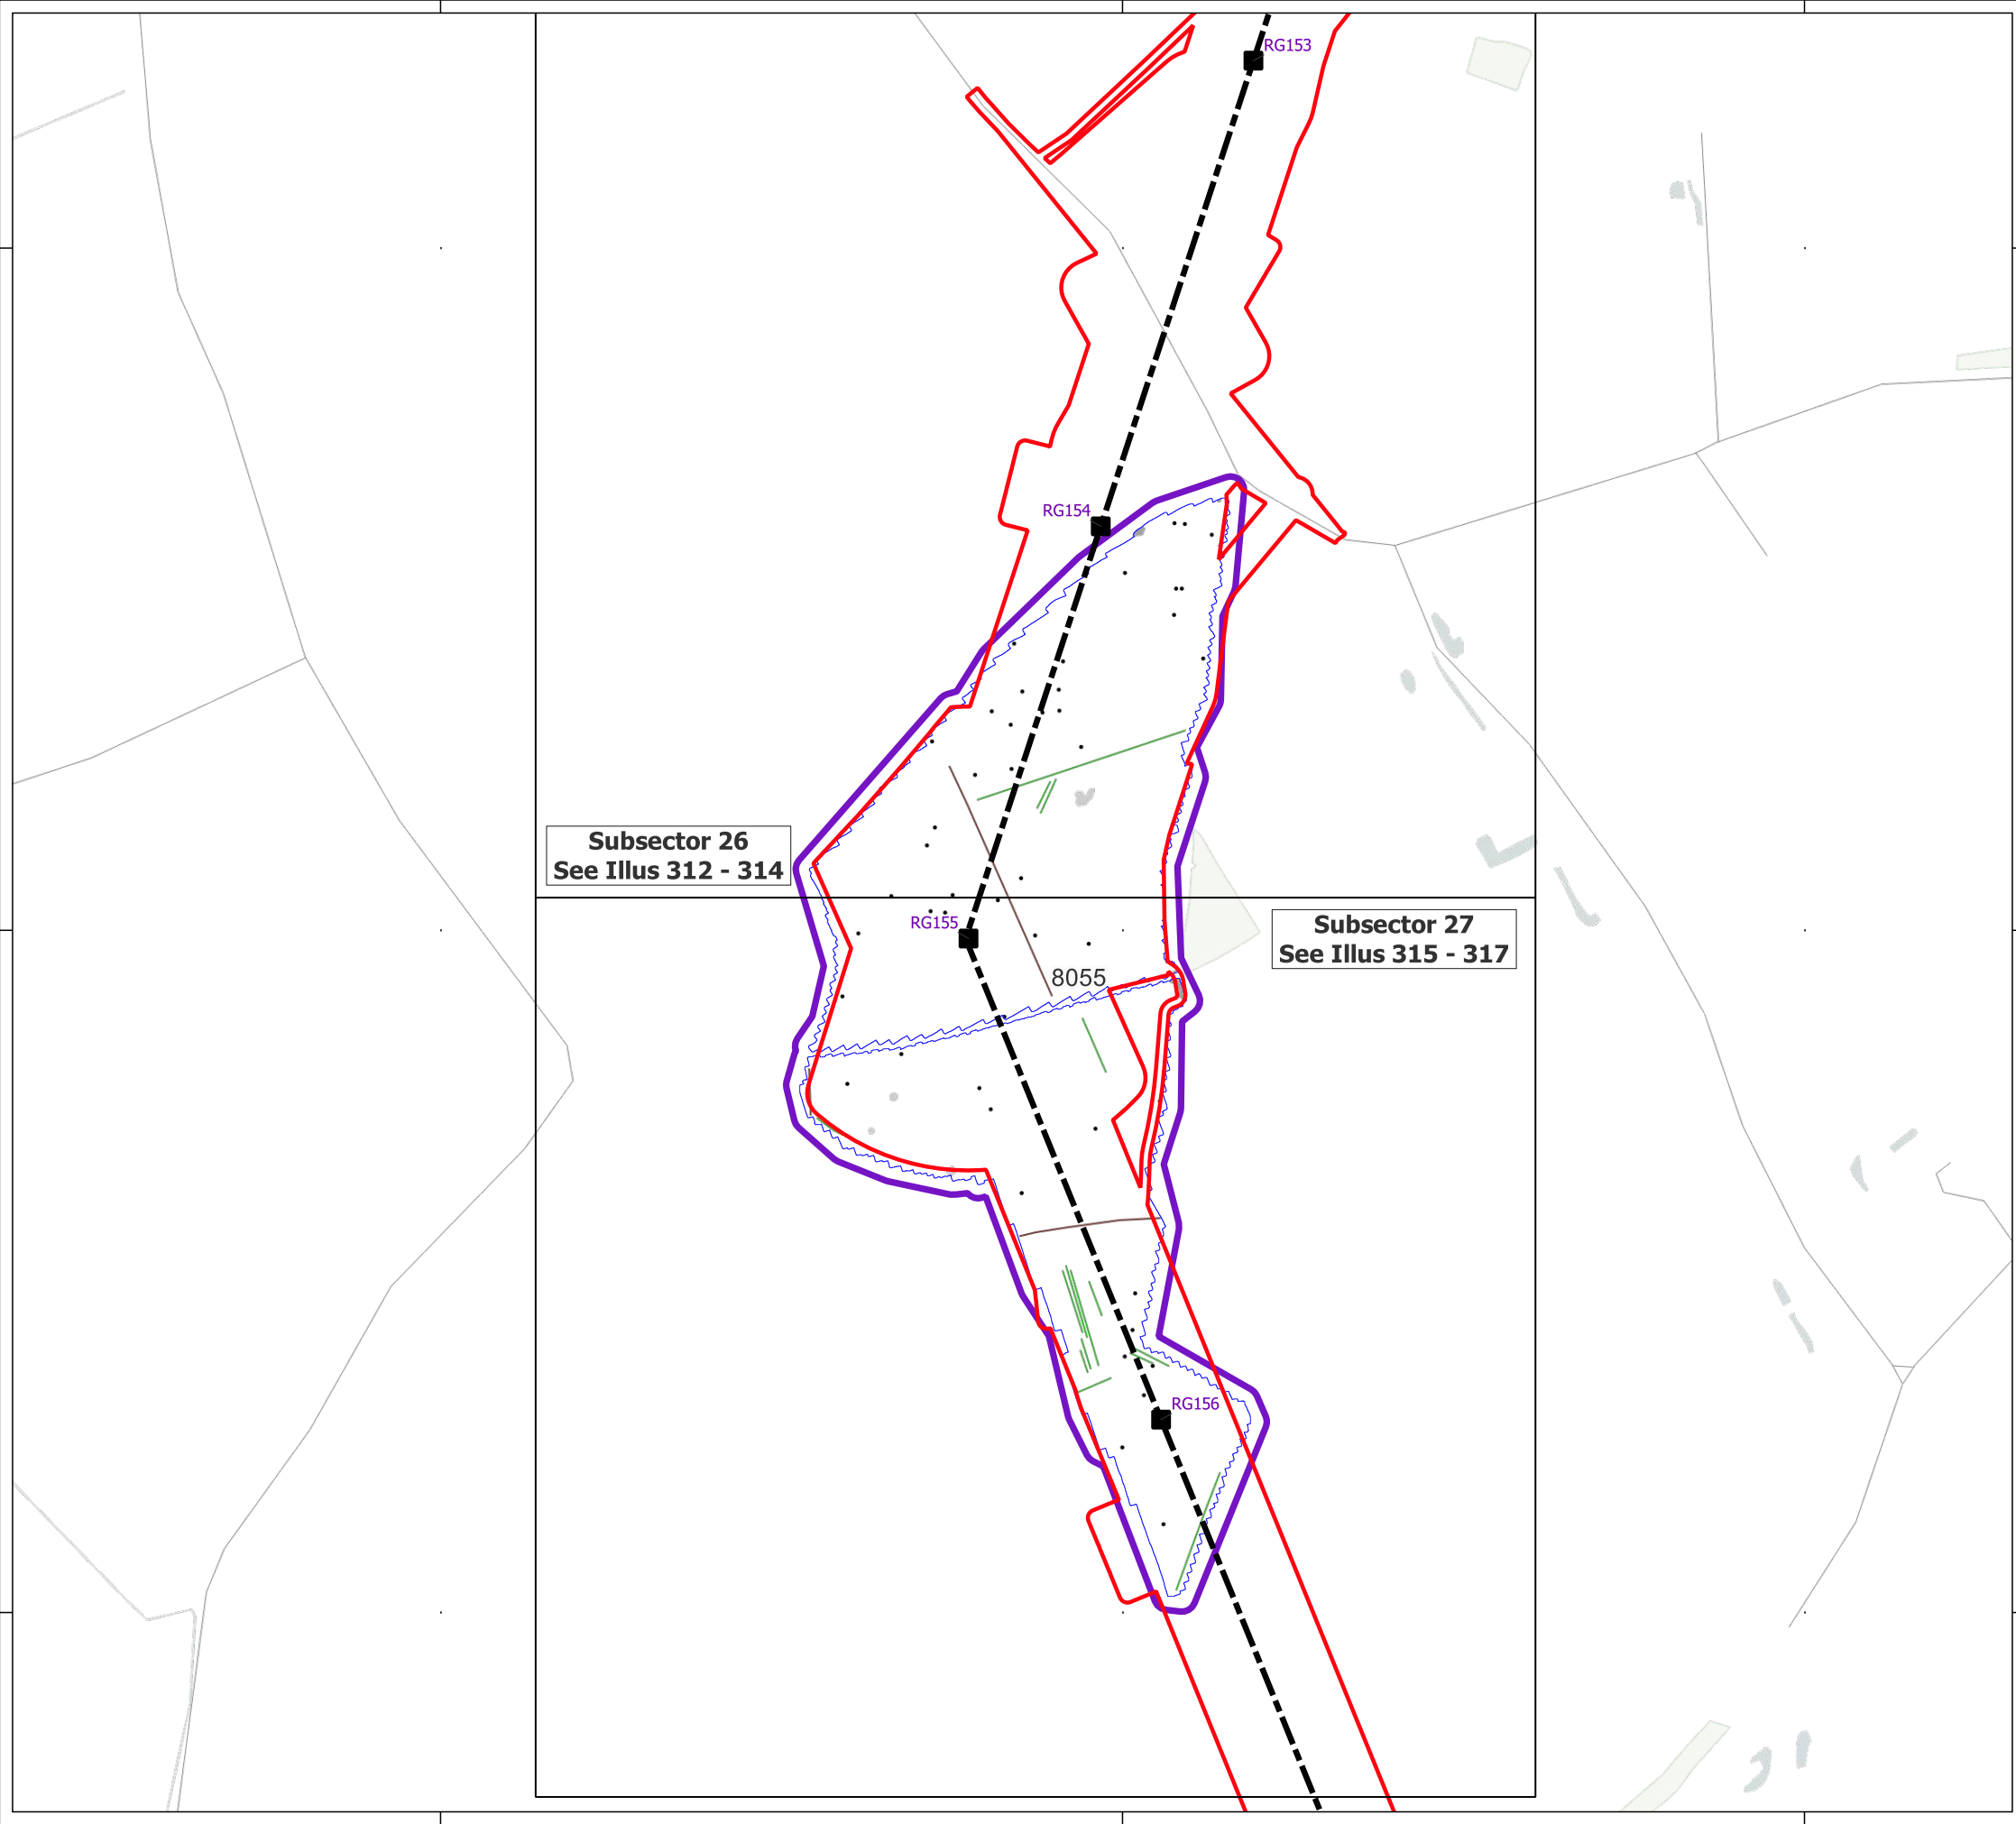 RG153
RG154
Subsector 26
See Illus 312 - 314
RG155
Subsector 27
See Illus 315 - 317
8055
RG156